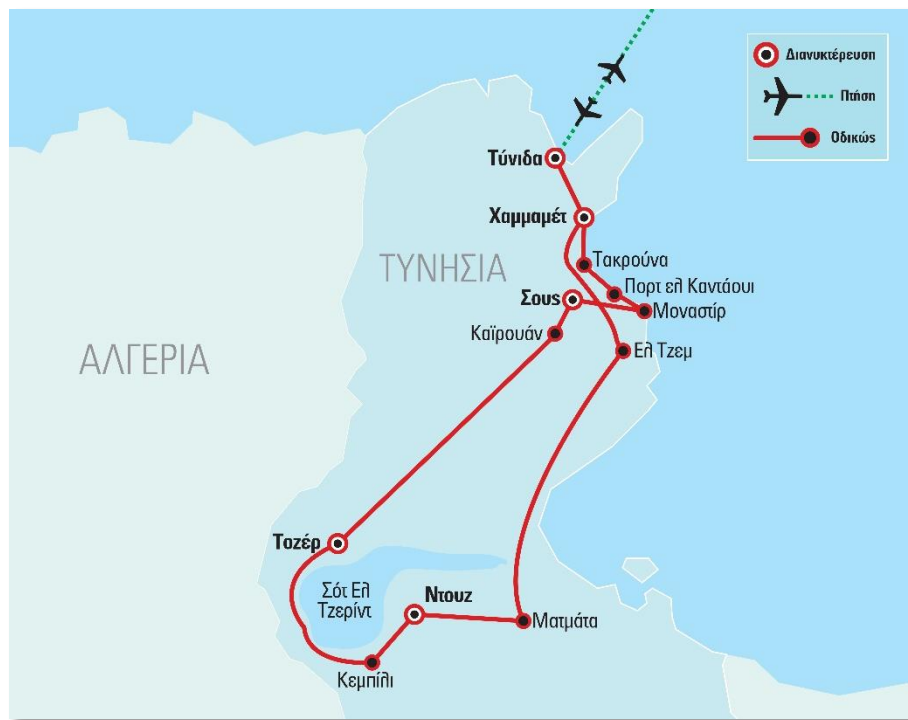 Διανυκτέρευση
Πτήση
Οδικώς
Τύνιδα
Χαμμαμέτ
ΤΥΝΗΣΙΑ
Τακρούνα
Πορτ ελ Καντάουι
Σους
Μοναστίρ
Καϊρουάν
Ελ Τζεμ
ΑΛΓΕΡΙΑ
Τοζέρ
Σότ Ελ
Τζερίντ
Ντουζ
Ματμάτα
Κεμπίλι